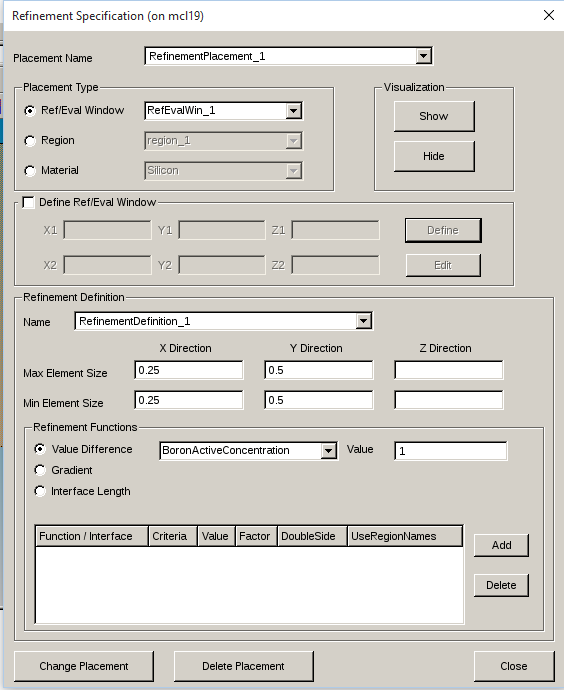 Refinement Specification (on mcl19)
Placement Name RefinementPlacement_1
Placement Type
Ref/Eval Window RefEvalWin_1
Region region_1
Material Silicon
Visualization
Show
Hide
Define Ref/Eval Window
X1 Y1 Z1 Define
X2 Y2 Z2 Edit
Refinement Definition
Name RefinementDefinition_1
X Direction Y Direction Z Direction
Max Element Size 0.25 0.5
Min Element Size 0.25 0.5
Refinement Functions
Value Difference BoronActiveConcentration Value 1
Gradient
Interface Length
Function / Interface Criteria Value Factor DoubleSide UseRegionNames
Add
Delete
Change Placement Delete Placement Close